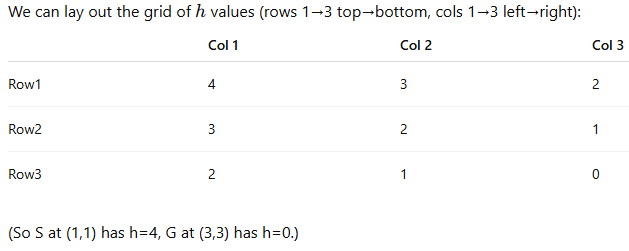 We can lay out the grid of h values (rows 1→3 top→bottom, cols 1→3 left→right):
Col 1 Col 2 Col 3
Row1 4 3 2
Row2 3 2 1
Row3 2 1 0
(So S at (1,1) has h=4, G at (3,3) has h=0.)